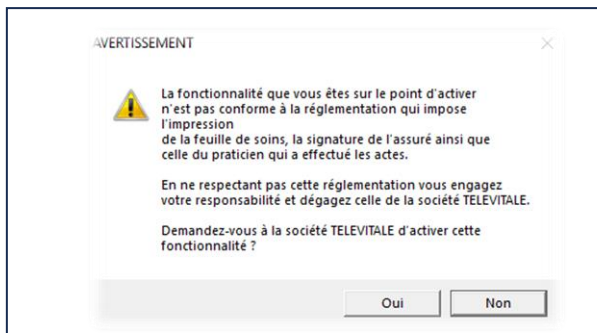 AVERTISSEMENT
La fonctionnalité que vous êtes sur le point d'activer
n'est pas conforme à la réglementation qui impose
l'impression
de la feuille de soins, la signature de l'assuré ainsi que
celle du praticien qui a effectué les actes.
En ne respectant pas cette réglementation vous engagez
votre responsabilité et dégagez celle de la société TELEVITALE.
Demandez-vous à la société TELEVITALE d'activer cette
fonctionnalité ?
Oui
Non